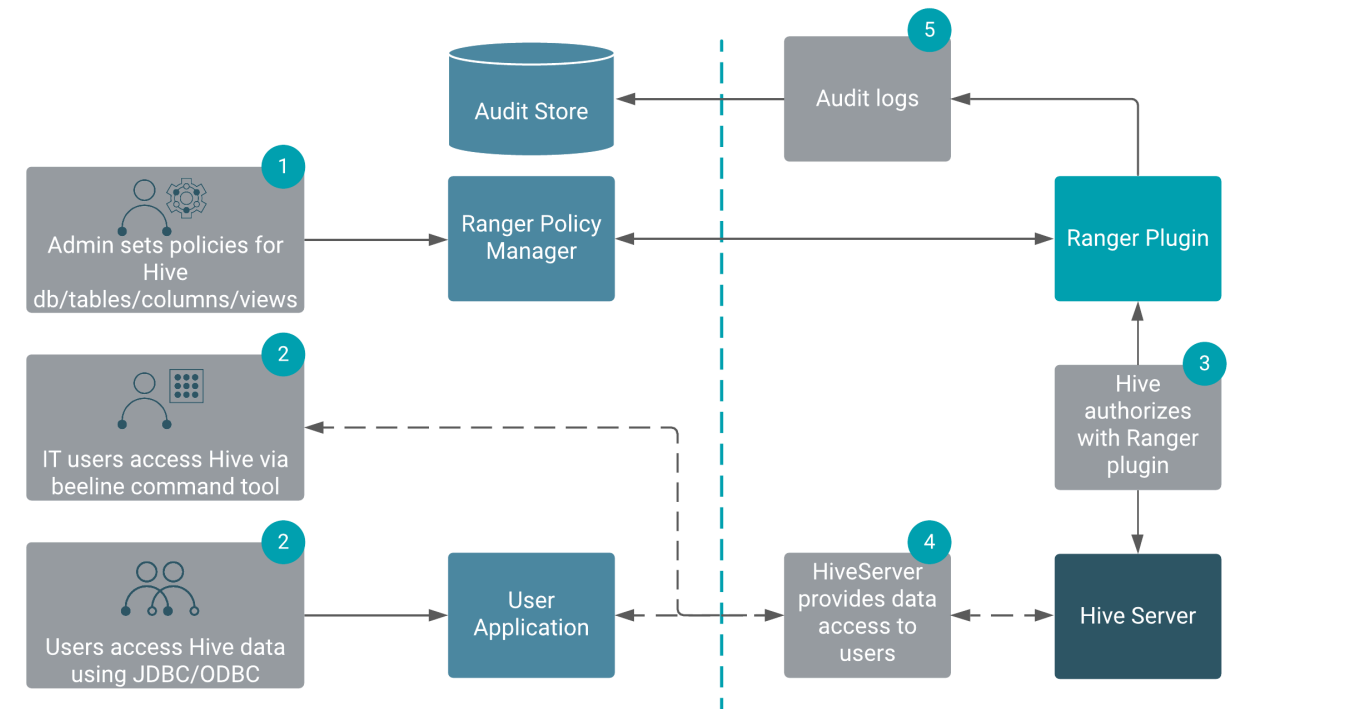 5
Audit Store
Audit logs
1
Admin sets policies for
Hive
db/tables/columns/views
Ranger Policy
Manager
Ranger Plugin
2
IT users access Hive via
beeline command tool
3
Hive
authorizes
with Ranger
plugin
2
Users access Hive data
using JDBC/ODBC
User
Application
4
HiveServer
provides data
access to
users
Hive Server